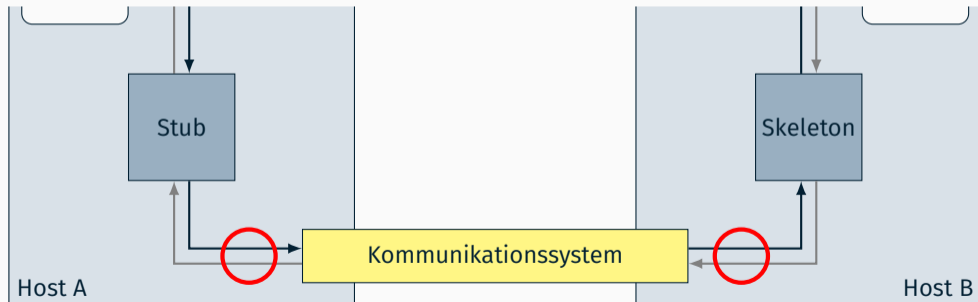 Stub
Skeleton
Kommunikationssystem
Host A
Host B